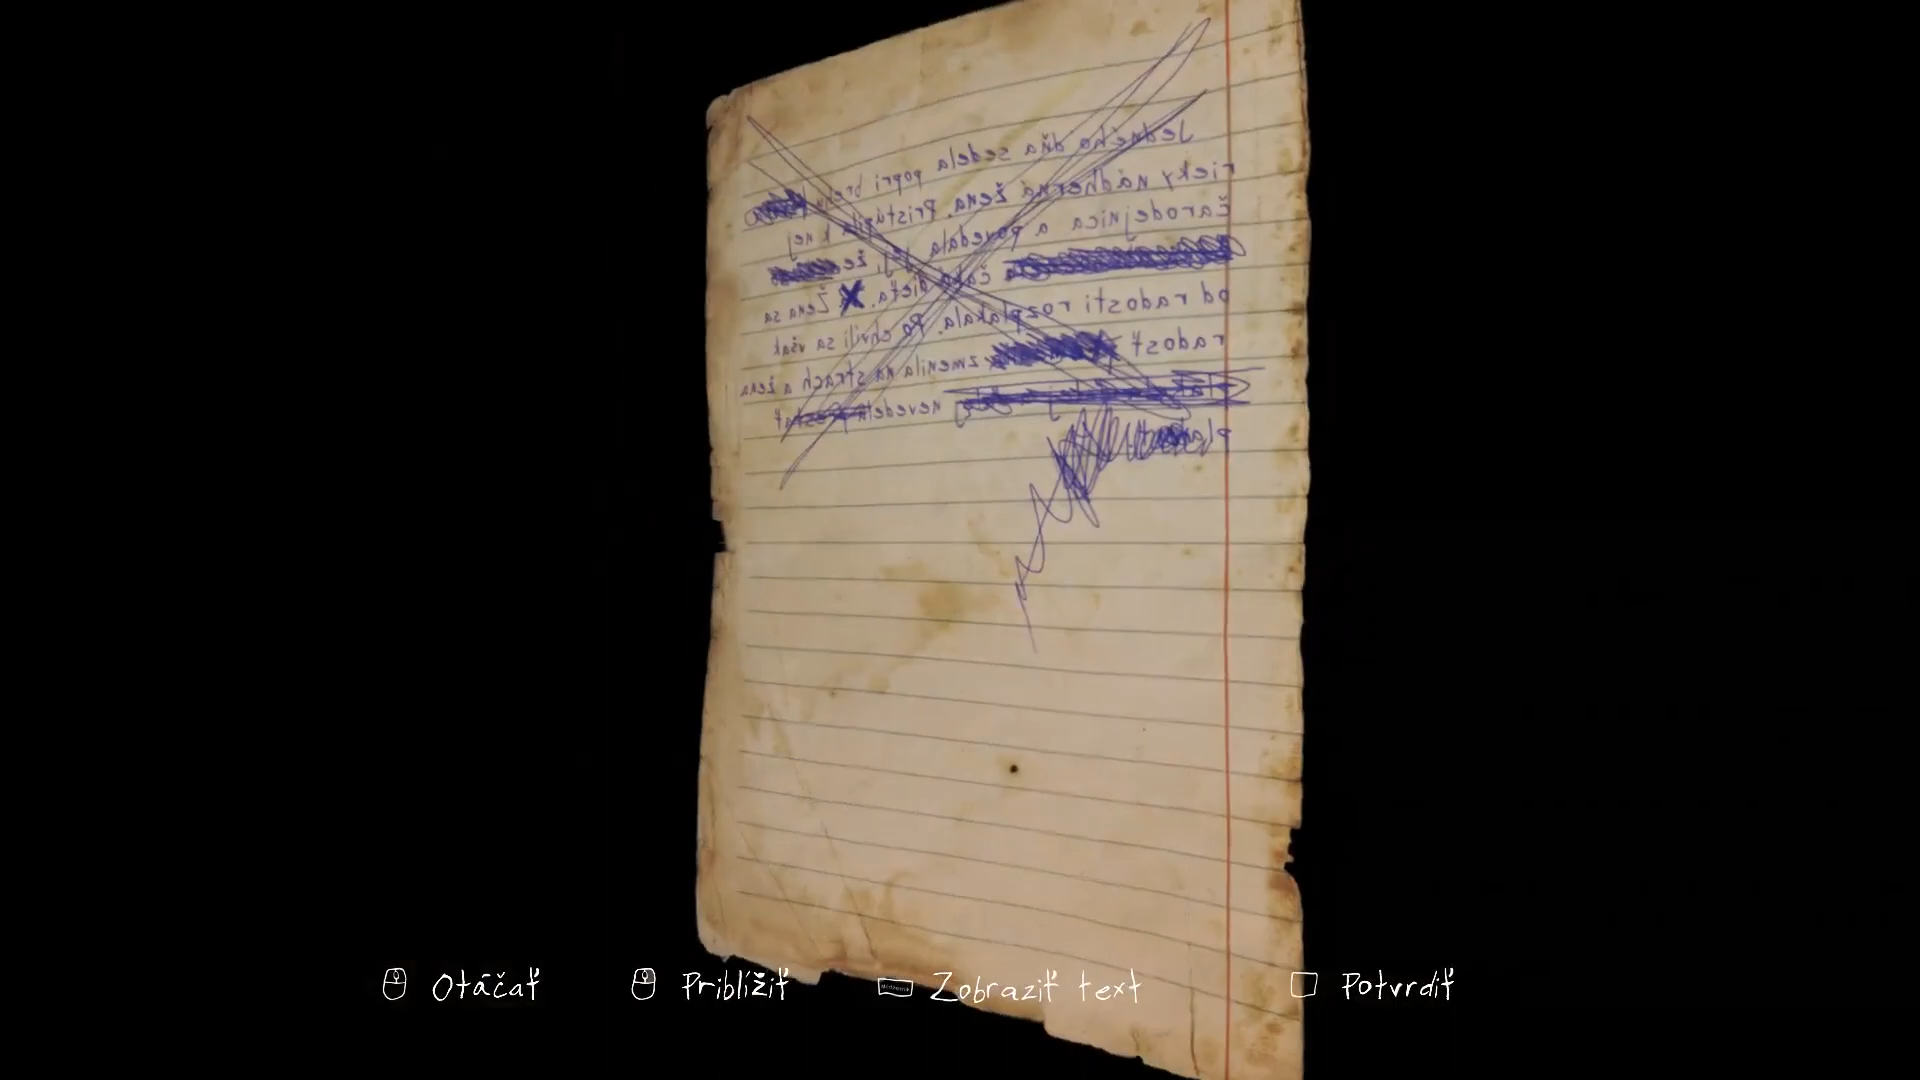 Jedného dňa sedela popri brehu
rieky nádherná žena. Pristúpila k nej
čarodejnica a povedala jej, že
čaká dieťa. Žena sa
od radosti rozplakala. Po chvíli sa však
radosť zmenila na strach a žena
nevedela
Otáčať
Priblížiť
Zobraziť text
Potvrdiť